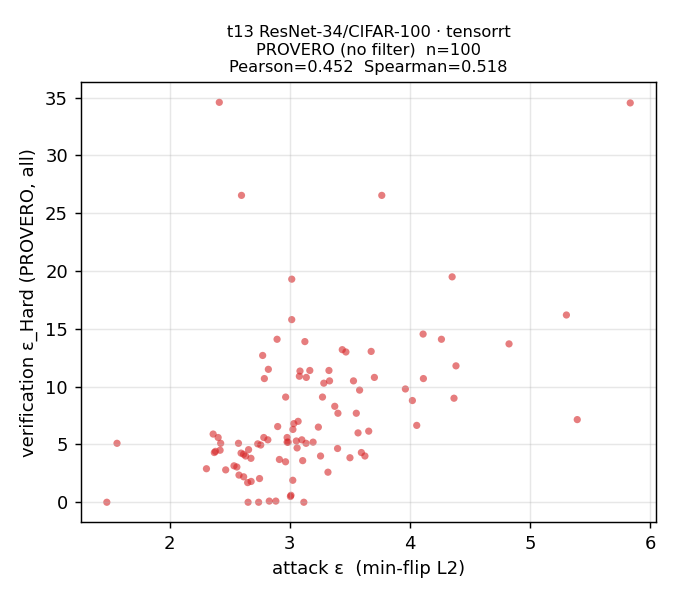 t13 ResNet-34/CIFAR-100 · tensorrt
PROVERO (no filter)  n=100
Pearson=0.452  Spearman=0.518
verification ε_Hard (PROVERO, all)
35
30
25
20
15
10
5
0
2
3
4
5
6
attack ε  (min-flip L2)